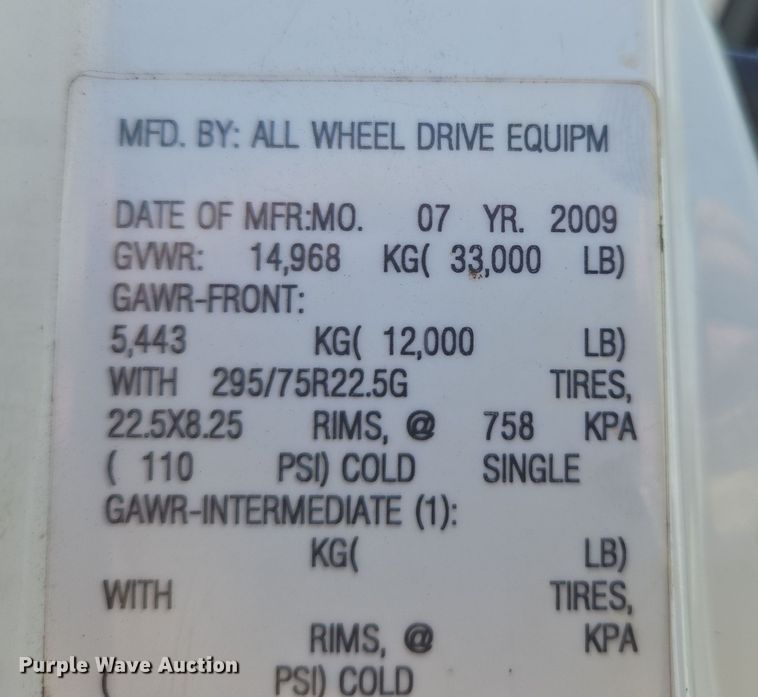 MFD. BY: ALL WHEEL DRIVE EQUIPM
DATE OF MFR:MO. 07 YR. 2009
GVWR: 14,968 KG( 33,000 LB)
GAWR-FRONT:
5,443 KG( 12,000 LB)
WITH 295/75R22.5G TIRES,
22.5X8.25 RIMS, @ 758 KPA
( 110 PSI) COLD SINGLE
GAWR-INTERMEDIATE (1):
KG( LB)
WITH TIRES,
RIMS, @ KPA
( PSI) COLD
Purple Wave Auction